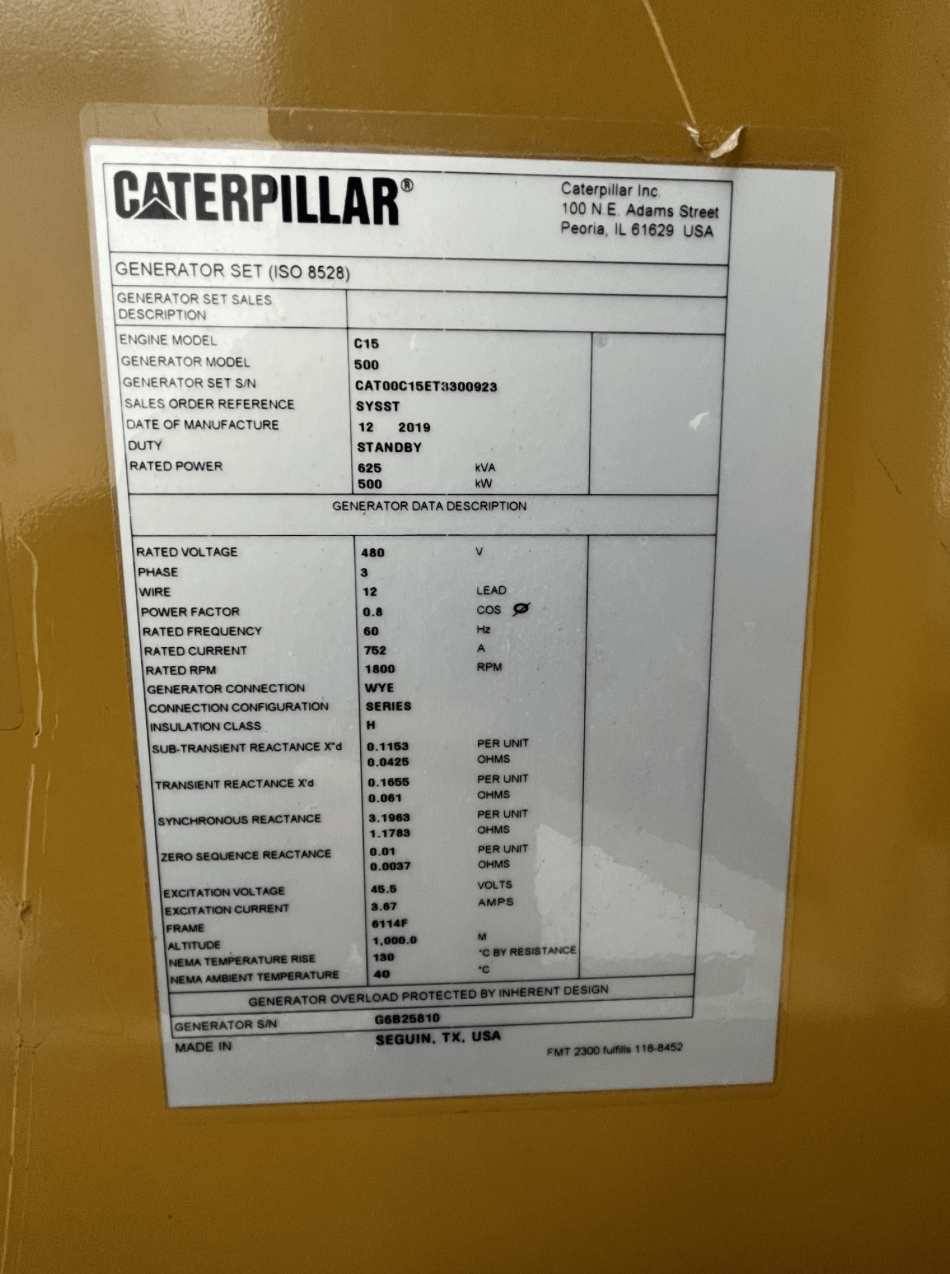 CATERPILLAR®
Caterpillar Inc.
100 N.E. Adams Street
Peoria, IL 61629 USA
GENERATOR SET (ISO 8528)
GENERATOR SET SALES
DESCRIPTION
ENGINE MODEL C15
GENERATOR MODEL 500
GENERATOR SET S/N CAT00C15ET3300923
SALES ORDER REFERENCE SYSST
DATE OF MANUFACTURE 12 2019
DUTY STANDBY
RATED POWER 625 kVA
500 kW
GENERATOR DATA DESCRIPTION
RATED VOLTAGE 480 V
PHASE 3
WIRE 12 LEAD
POWER FACTOR 0.8 COS Ø
RATED FREQUENCY 60 Hz
RATED CURRENT 752 A
RATED RPM 1800 RPM
GENERATOR CONNECTION WYE
CONNECTION CONFIGURATION SERIES
INSULATION CLASS H
SUB-TRANSIENT REACTANCE X"d 0.1153 PER UNIT
0.0425 OHMS
TRANSIENT REACTANCE X'd 0.1655 PER UNIT
0.061 OHMS
SYNCHRONOUS REACTANCE 3.1963 PER UNIT
1.1783 OHMS
ZERO SEQUENCE REACTANCE 0.01 PER UNIT
0.0037 OHMS
EXCITATION VOLTAGE 45.5 VOLTS
EXCITATION CURRENT 3.67 AMPS
FRAME 6114F
ALTITUDE 1,000.0 M
NEMA TEMPERATURE RISE 130 °C BY RESISTANCE
NEMA AMBIENT TEMPERATURE 40 °C
GENERATOR OVERLOAD PROTECTED BY INHERENT DESIGN
GENERATOR S/N G6B25810
MADE IN SEGUIN, TX, USA
FMT 2300 fulfills 118-8452